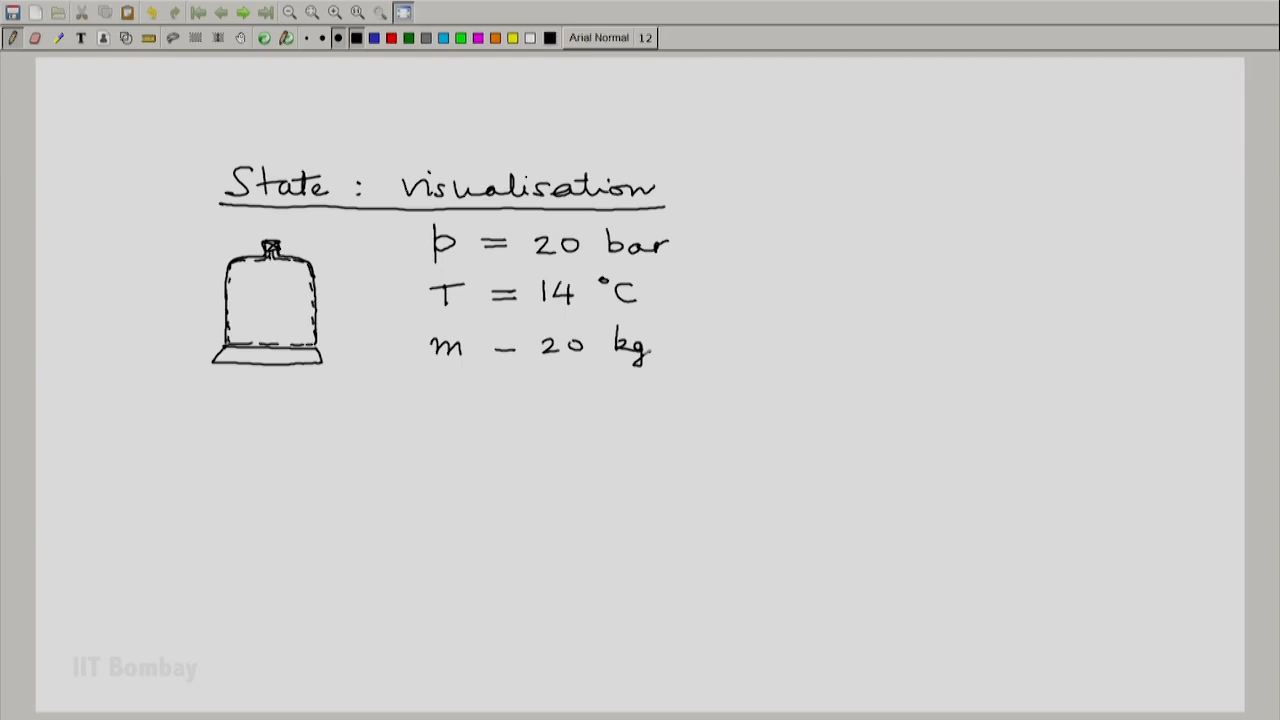 Arial Normal 12
State : visualisation
p = 20 bar
T = 14 °C
m - 20 kg
IIT Bombay